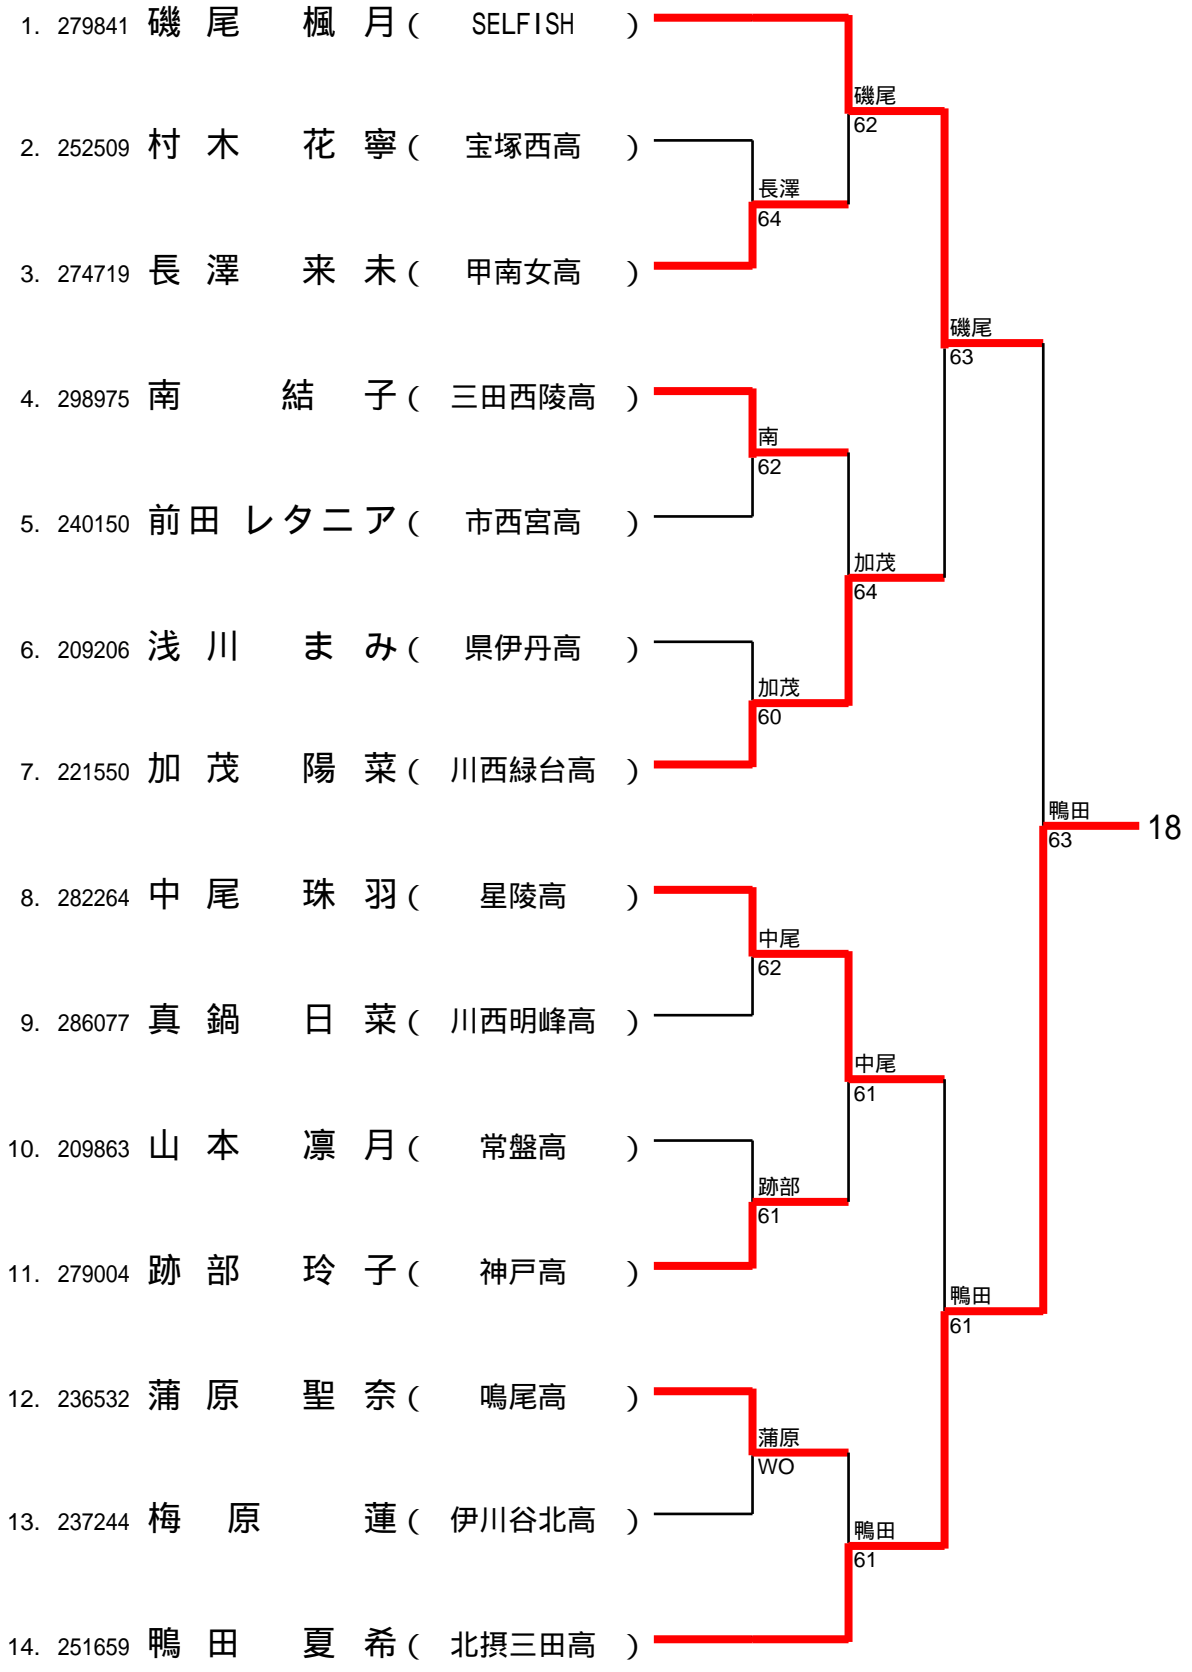 1. 279841 磯尾 楓月 ( SELFISH )
磯尾
62
2. 252509 村木 花寧 ( 宝塚西高 )
長澤
64
3. 274719 長澤 来未 ( 甲南女高 )
磯尾
63
4. 298975 南 結子 ( 三田西陵高 )
南
62
5. 240150 前田 レタニア ( 市西宮高 )
加茂
64
6. 209206 浅川 まみ ( 県伊丹高 )
加茂
60
7. 221550 加茂 陽菜 ( 川西緑台高 )
鴨田
63
18
8. 282264 中尾 珠羽 ( 星陵高 )
中尾
62
9. 286077 真鍋 日菜 ( 川西明峰高 )
中尾
61
10. 209863 山本 凛月 ( 常盤高 )
跡部
61
11. 279004 跡部 玲子 ( 神戸高 )
鴨田
61
12. 236532 蒲原 聖奈 ( 鳴尾高 )
蒲原
WO
13. 237244 梅原 蓮 ( 伊川谷北高 )
鴨田
61
14. 251659 鴨田 夏希 ( 北摂三田高 )